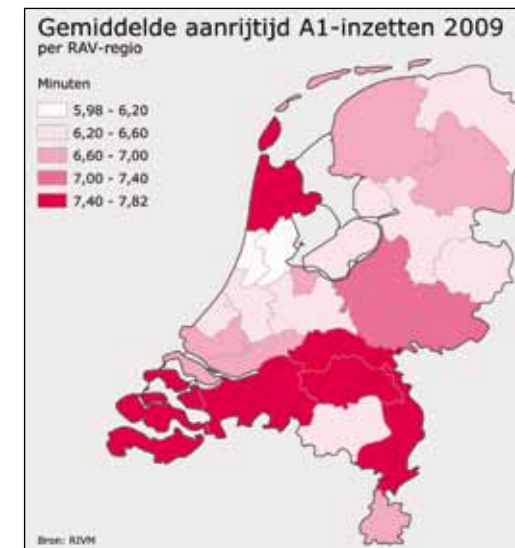 Gemiddelde aanrijtijd A1-inzetten 2009
per RAV-regio
Minuten
5,98 - 6,20
6,20 - 6,60
6,60 - 7,00
7,00 - 7,40
7,40 - 7,82
Bron: RIVM